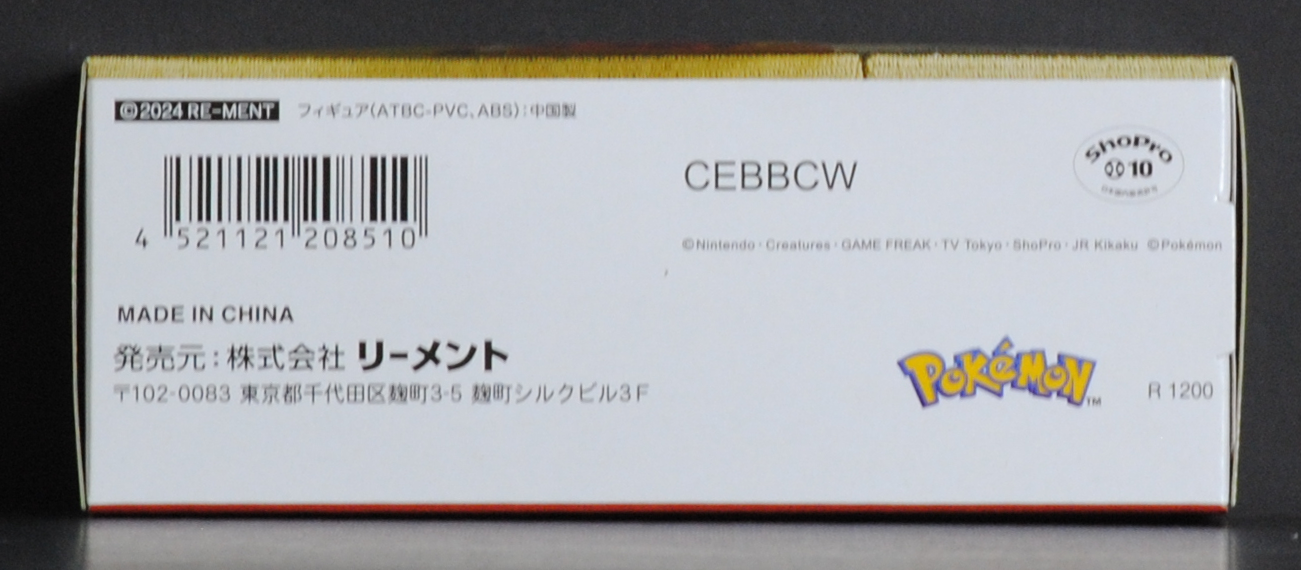 ©2024 RE-MENT フィギュア(ATBC-PVC、ABS):中国製
4 521121 208510
CEBBCW
ShoPro
10
©Nintendo・Creatures・GAME FREAK・TV Tokyo・ShoPro・JR Kikaku ©Pokémon
MADE IN CHINA
発売元:株式会社 リーメント
〒102-0083 東京都千代田区麹町3-5 麹町シルクビル3F
POKéMON™
R 1200